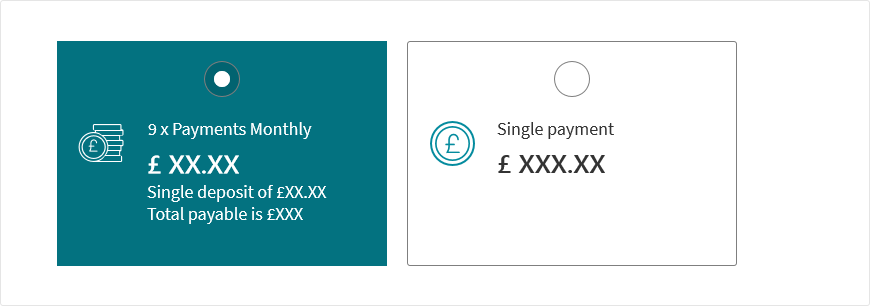 9 x Payments Monthly
£ XX.XX
Single deposit of £XX.XX
Total payable is £XXX
£
Single payment
£ XXX.XX
£